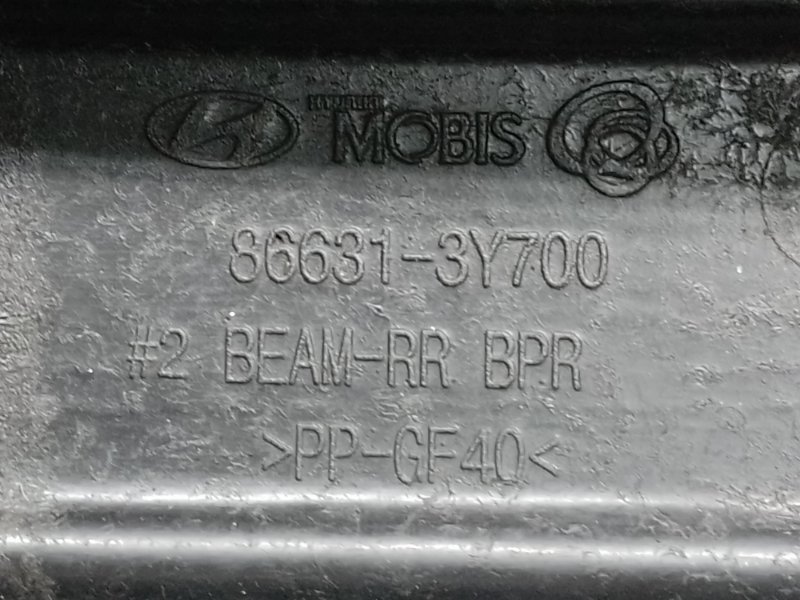 HYUNDAI
MOBIS
86631-3Y700
#2 BEAM-RR BPR
>PP-GF40<